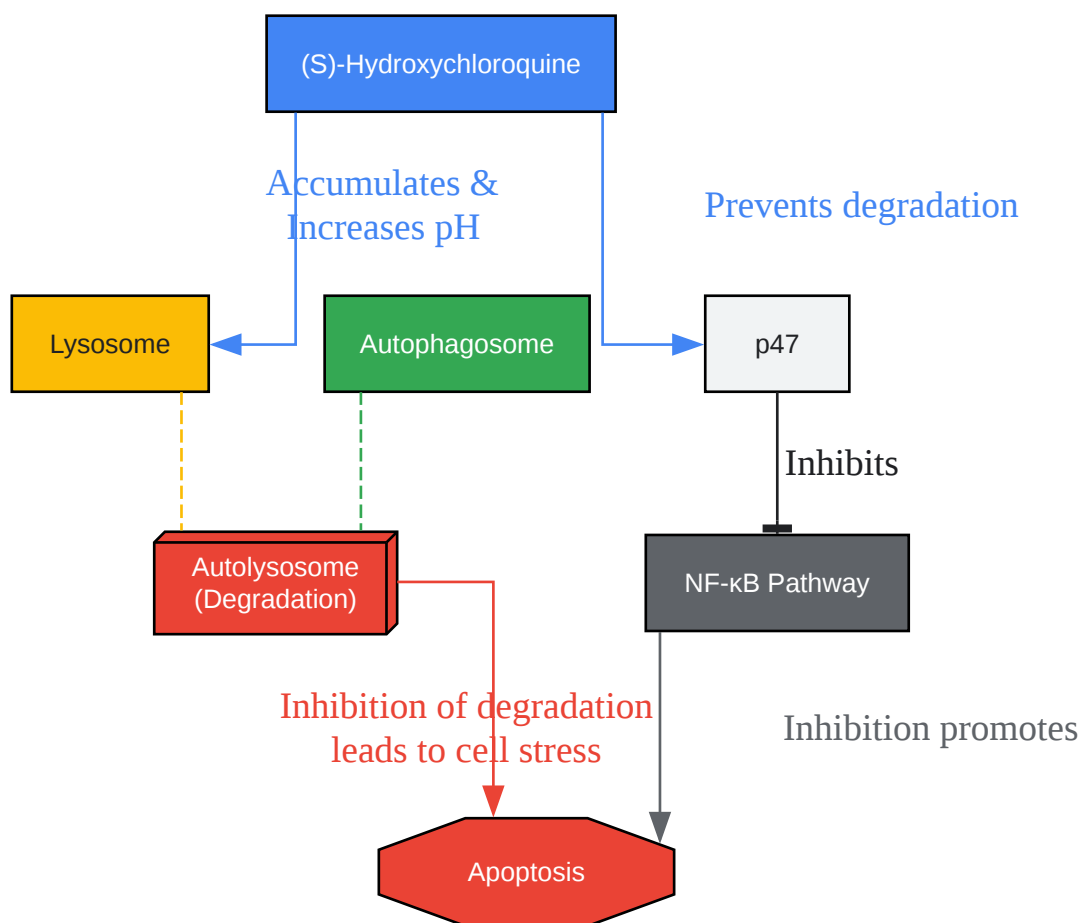 (S)-Hydroxychloroquine
Accumulates &
Increases pH
Prevents degradation
Lysosome
Autophagosome
p47
Inhibits
Autolysosome
(Degradation)
NF-κB Pathway
Inhibition of degradation
leads to cell stress
Inhibition promotes
Apoptosis